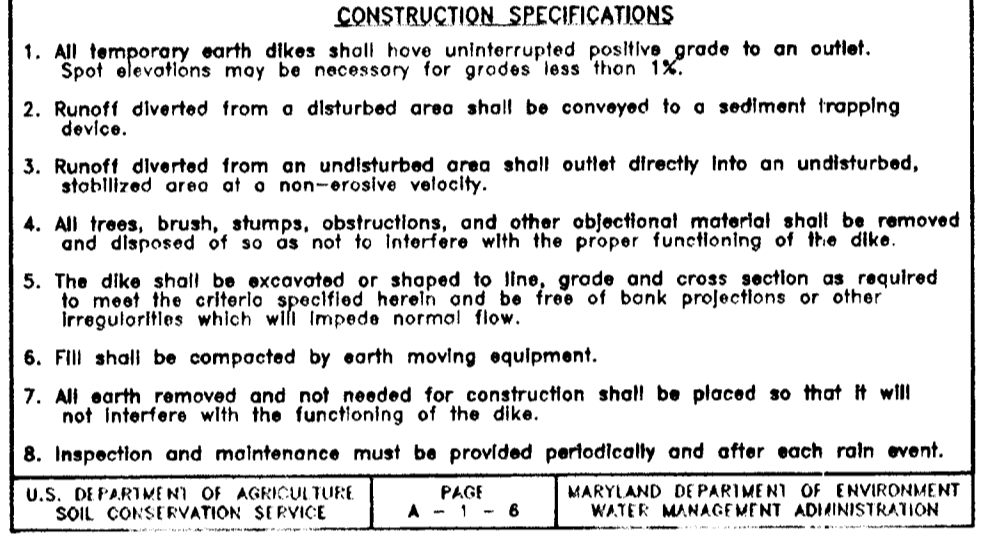 CONSTRUCTION SPECIFICATIONS
1. All temporary earth dikes shall have uninterrupted positive grade to an outlet.
Spot elevations may be necessary for grades less than 1%.
2. Runoff diverted from a disturbed area shall be conveyed to a sediment trapping
device.
3. Runoff diverted from an undisturbed area shall outlet directly into an undisturbed,
stabilized area at a non-erosive velocity.
4. All trees, brush, stumps, obstructions, and other objectional material shall be removed
and disposed of so as not to interfere with the proper functioning of the dike.
5. The dike shall be excavated or shaped to line, grade and cross section as required
to meet the criteria specified herein and be free of bank projections or other
irregularities which will impede normal flow.
6. Fill shall be compacted by earth moving equipment.
7. All earth removed and not needed for construction shall be placed so that it will
not interfere with the functioning of the dike.
8. Inspection and maintenance must be provided periodically and after each rain event.
U.S. DEPARTMENT OF AGRICULTURE
SOIL CONSERVATION SERVICE
PAGE
A - 1 - 6
MARYLAND DEPARTMENT OF ENVIRONMENT
WATER MANAGEMENT ADMINISTRATION